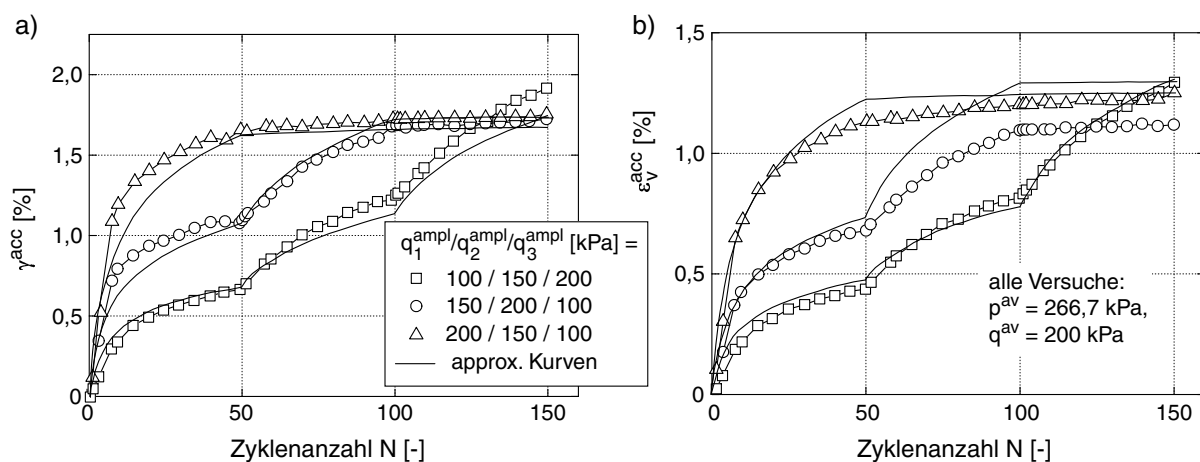 a)
2,0
1,5
1,0
0,5
0
γ^acc [%]
0 50 100 150
Zyklenanzahl N [-]
q₁^ampl/q₂^ampl/q₃^ampl [kPa] =
100 / 150 / 200
150 / 200 / 100
200 / 150 / 100
approx. Kurven
b)
1,5
1,0
0,5
0
εᵥ^acc [%]
0 50 100 150
Zyklenanzahl N [-]
alle Versuche:
p^av = 266,7 kPa,
q^av = 200 kPa